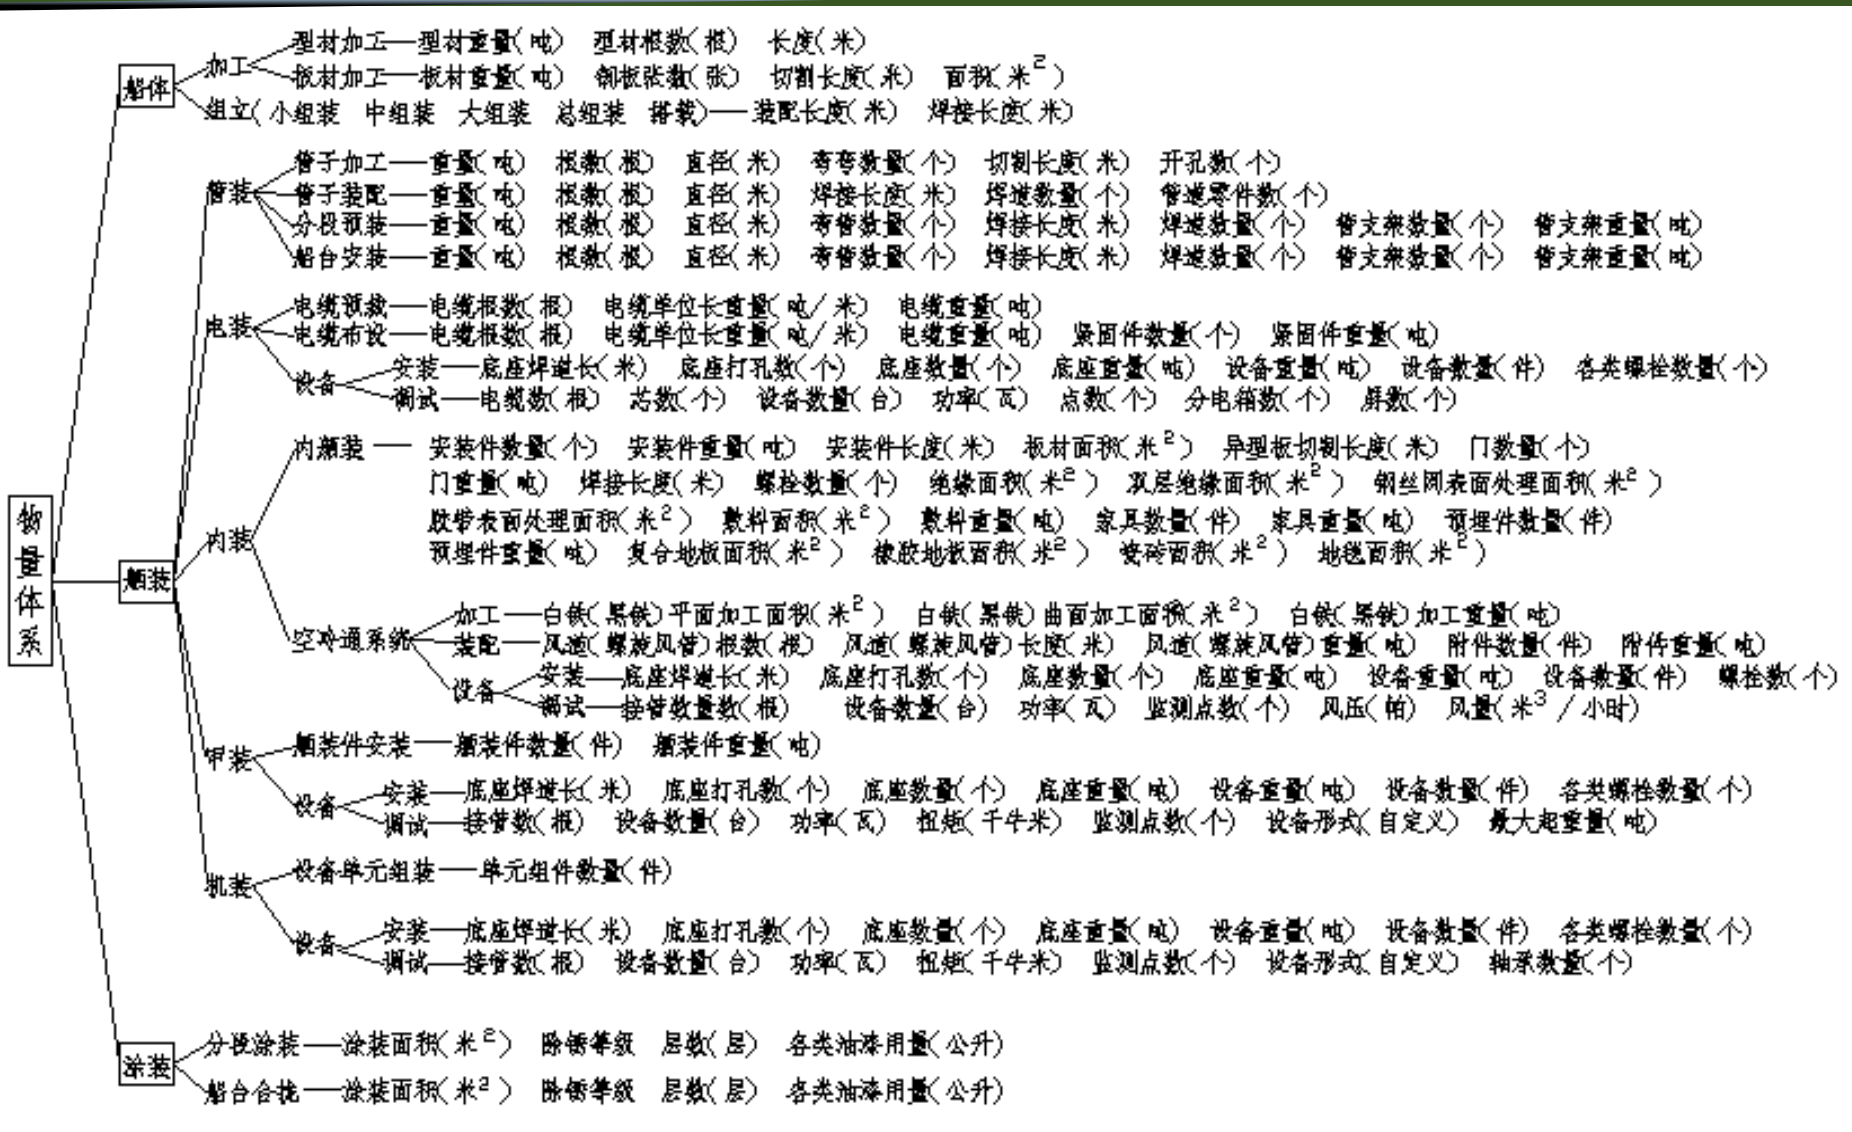 型材加工——型材重量(吨) 型材根数(根) 长度(米)
加工
板材加工——板材重量(吨) 钢板张数(张) 切割长度(米) 面积(米²)
船体
组立(小组装 中组装 大组装 总组装 搭载)——装配长度(米) 焊接长度(米)
管子加工——重量(吨) 根数(根) 直径(米) 弯弯数量(个) 切割长度(米) 开孔数(个)
管装
管子装配——重量(吨) 根数(根) 直径(米) 焊接长度(米) 焊道数量(个) 管道零件数(个)
分段预装——重量(吨) 根数(根) 直径(米) 弯管数量(个) 焊接长度(米) 焊道数量(个) 管支架数量(个) 管支架重量(吨)
船台安装——重量(吨) 根数(根) 直径(米) 弯管数量(个) 焊接长度(米) 焊道数量(个) 管支架数量(个) 管支架重量(吨)
电缆预裁——电缆根数(根) 电缆单位长重量(吨/米) 电缆重量(吨)
电装
电缆布设——电缆根数(根) 电缆单位长重量(吨/米) 电缆重量(吨) 紧固件数量(个) 紧固件重量(吨)
安装——底座焊道长(米) 底座打孔数(个) 底座数量(个) 底座重量(吨) 设备重量(吨) 设备数量(件) 各类螺栓数量(个)
设备
调试——电缆数(根) 芯数(个) 设备数量(台) 功率(瓦) 点数(个) 分电箱数(个) 屏数(个)
内舾装—— 安装件数量(个) 安装件重量(吨) 安装件长度(米) 板材面积(米²) 异型板切割长度(米) 门数量(个)
门重量(吨) 焊接长度(米) 螺栓数量(个) 绝缘面积(米²) 双层绝缘面积(米²) 钢丝网表面处理面积(米²)
胶带表面处理面积(米²) 敷料面积(米²) 敷料重量(吨) 家具数量(件) 家具重量(吨) 预埋件数量(件)
内装
预埋件重量(吨) 复合地板面积(米²) 橡胶地板面积(米²) 瓷砖面积(米²) 地毯面积(米²)
物量体系
舾装
加工——白铁(黑铁)平面加工面积(米²) 白铁(黑铁)曲面加工面积(米²) 白铁(黑铁)加工重量(吨)
空冷通系统
装配——风道(螺旋风管)根数(根) 风道(螺旋风管)长度(米) 风道(螺旋风管)重量(吨) 附件数量(件) 附件重量(吨)
安装——底座焊道长(米) 底座打孔数(个) 底座数量(个) 底座重量(吨) 设备重量(吨) 设备数量(件) 螺栓数(个)
设备
调试——接管数量数(根) 设备数量(台) 功率(瓦) 监测点数(个) 风压(帕) 风量(米³/小时)
舾装件安装——舾装件数量(件) 舾装件重量(吨)
甲装
安装——底座焊道长(米) 底座打孔数(个) 底座数量(个) 底座重量(吨) 设备重量(吨) 设备数量(件) 各类螺栓数量(个)
设备
调试——接管数(根) 设备数量(台) 功率(瓦) 扭矩(千牛米) 监测点数(个) 设备形式(自定义) 最大起重量(吨)
设备单元组装——单元组件数量(件)
机装
安装——底座焊道长(米) 底座打孔数(个) 底座数量(个) 底座重量(吨) 设备重量(吨) 设备数量(件) 各类螺栓数量(个)
设备
调试——接管数(根) 设备数量(台) 功率(瓦) 扭矩(千牛米) 监测点数(个) 设备形式(自定义) 轴承数量(个)
分段涂装——涂装面积(米²) 除锈等级 层数(层) 各类油漆用量(公升)
涂装
船台合拢——涂装面积(米²) 除锈等级 层数(层) 各类油漆用量(公升)